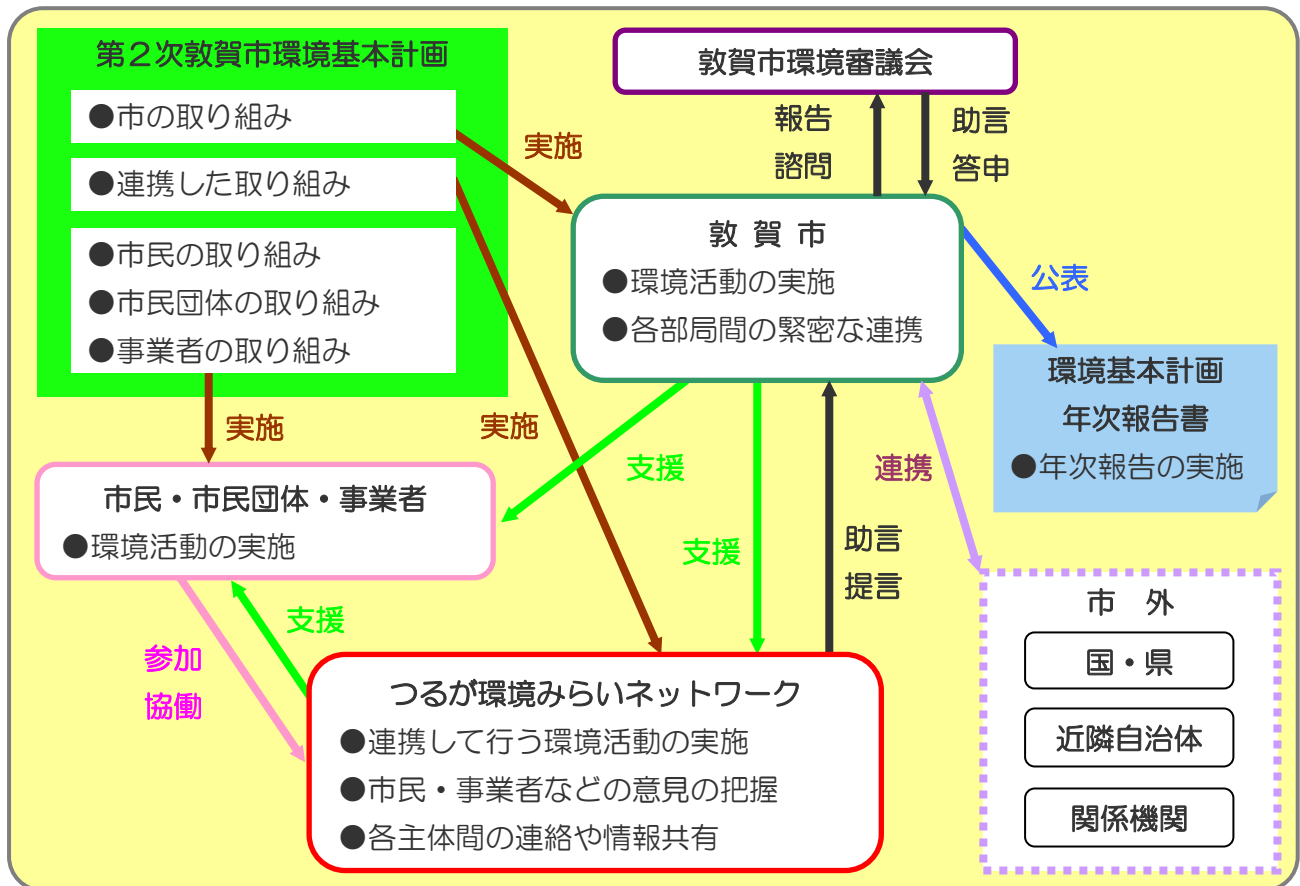 第２次敦賀市環境基本計画
●市の取り組み
●連携した取り組み
●市民の取り組み
●市民団体の取り組み
●事業者の取り組み
敦賀市環境審議会
報告
諮問
助言
答申
実施
敦賀市
●環境活動の実施
●各部局間の緊密な連携
公表
環境基本計画
年次報告書
●年次報告の実施
実施
実施
支援
支援
連携
助言
提言
市民・市民団体・事業者
●環境活動の実施
支援
参加
協働
つるが環境みらいネットワーク
●連携して行う環境活動の実施
●市民・事業者などの意見の把握
●各主体間の連絡や情報共有
市　外
国・県
近隣自治体
関係機関